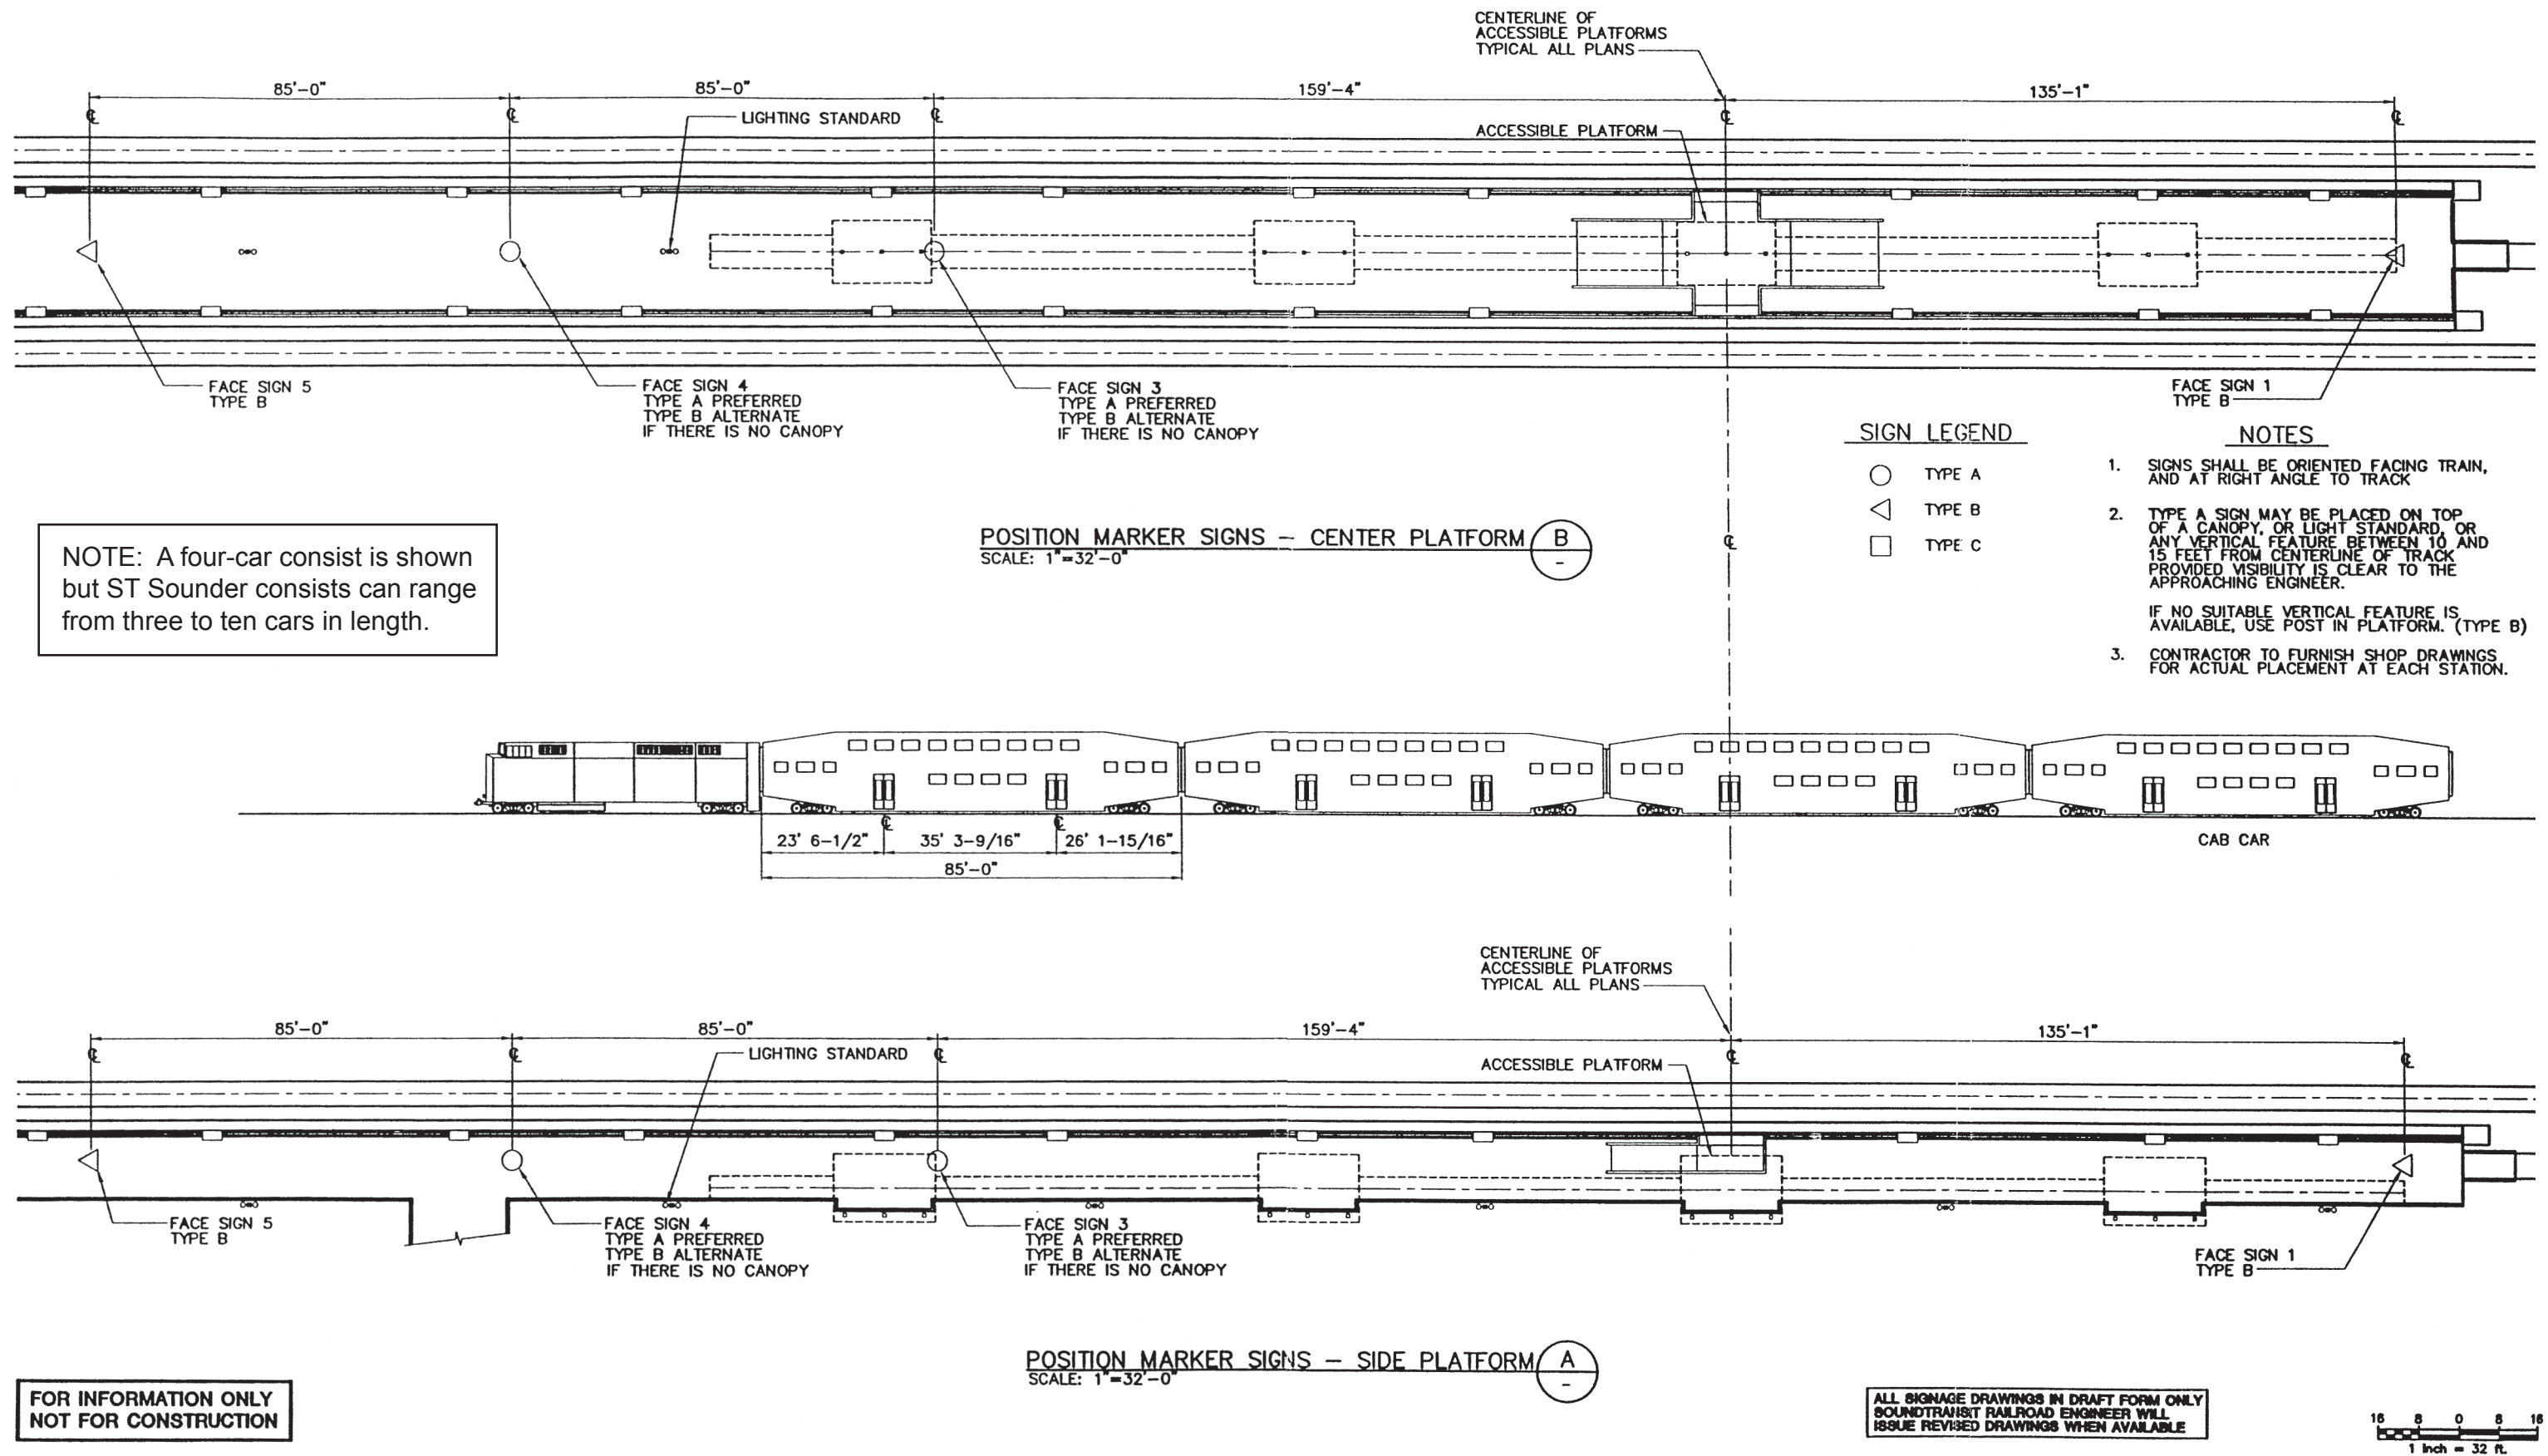 CENTERLINE OF
ACCESSIBLE PLATFORMS
TYPICAL ALL PLANS
85'-0"
85'-0"
159'-4"
135'-1"
℄
℄
℄
℄
℄
LIGHTING STANDARD
ACCESSIBLE PLATFORM
FACE SIGN 5
TYPE B
FACE SIGN 4
TYPE A PREFERRED
TYPE B ALTERNATE
IF THERE IS NO CANOPY
FACE SIGN 3
TYPE A PREFERRED
TYPE B ALTERNATE
IF THERE IS NO CANOPY
FACE SIGN 1
TYPE B
SIGN LEGEND
TYPE A
TYPE B
TYPE C
NOTES
1. SIGNS SHALL BE ORIENTED FACING TRAIN,
AND AT RIGHT ANGLE TO TRACK
2. TYPE A SIGN MAY BE PLACED ON TOP
OF A CANOPY, OR LIGHT STANDARD, OR
ANY VERTICAL FEATURE BETWEEN 10 AND
15 FEET FROM CENTERLINE OF TRACK
PROVIDED VISIBILITY IS CLEAR TO THE
APPROACHING ENGINEER.
IF NO SUITABLE VERTICAL FEATURE IS
AVAILABLE, USE POST IN PLATFORM. (TYPE B)
3. CONTRACTOR TO FURNISH SHOP DRAWINGS
FOR ACTUAL PLACEMENT AT EACH STATION.
POSITION MARKER SIGNS - CENTER PLATFORM
SCALE: 1"=32'-0"
B
-
℄
NOTE: A four-car consist is shown
but ST Sounder consists can range
from three to ten cars in length.
℄
℄
23' 6-1/2"
35' 3-9/16"
26' 1-15/16"
85'-0"
CAB CAR
CENTERLINE OF
ACCESSIBLE PLATFORMS
TYPICAL ALL PLANS
85'-0"
85'-0"
159'-4"
135'-1"
℄
℄
℄
℄
℄
LIGHTING STANDARD
ACCESSIBLE PLATFORM
FACE SIGN 5
TYPE B
FACE SIGN 4
TYPE A PREFERRED
TYPE B ALTERNATE
IF THERE IS NO CANOPY
FACE SIGN 3
TYPE A PREFERRED
TYPE B ALTERNATE
IF THERE IS NO CANOPY
FACE SIGN 1
TYPE B
POSITION MARKER SIGNS - SIDE PLATFORM
SCALE: 1"=32'-0"
A
-
FOR INFORMATION ONLY
NOT FOR CONSTRUCTION
ALL SIGNAGE DRAWINGS IN DRAFT FORM ONLY
SOUNDTRANSIT RAILROAD ENGINEER WILL
ISSUE REVISED DRAWINGS WHEN AVAILABLE
16 8 0 8 16
1 inch = 32 ft.